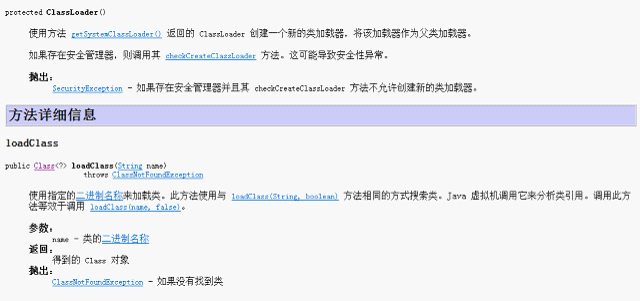 protected ClassLoader()
使用方法 getSystemClassLoader() 返回的 ClassLoader 创建一个新的类加载器，将该加载器作为父类加载器。
如果存在安全管理器，则调用其 checkCreateClassLoader 方法。这可能导致安全性异常。
抛出：
SecurityException - 如果存在安全管理器并且其 checkCreateClassLoader 方法不允许创建新的类加载器。
方法详细信息
loadClass
public Class<?> loadClass(String name)
throws ClassNotFoundException
使用指定的二进制名称来加载类。此方法使用与 loadClass(String, boolean) 方法相同的方式搜索类。Java 虚拟机调用它来分析类引用。调用此方
法等效于调用 loadClass(name, false)。
参数：
name - 类的二进制名称
返回：
得到的 Class 对象
抛出：
ClassNotFoundException - 如果没有找到类